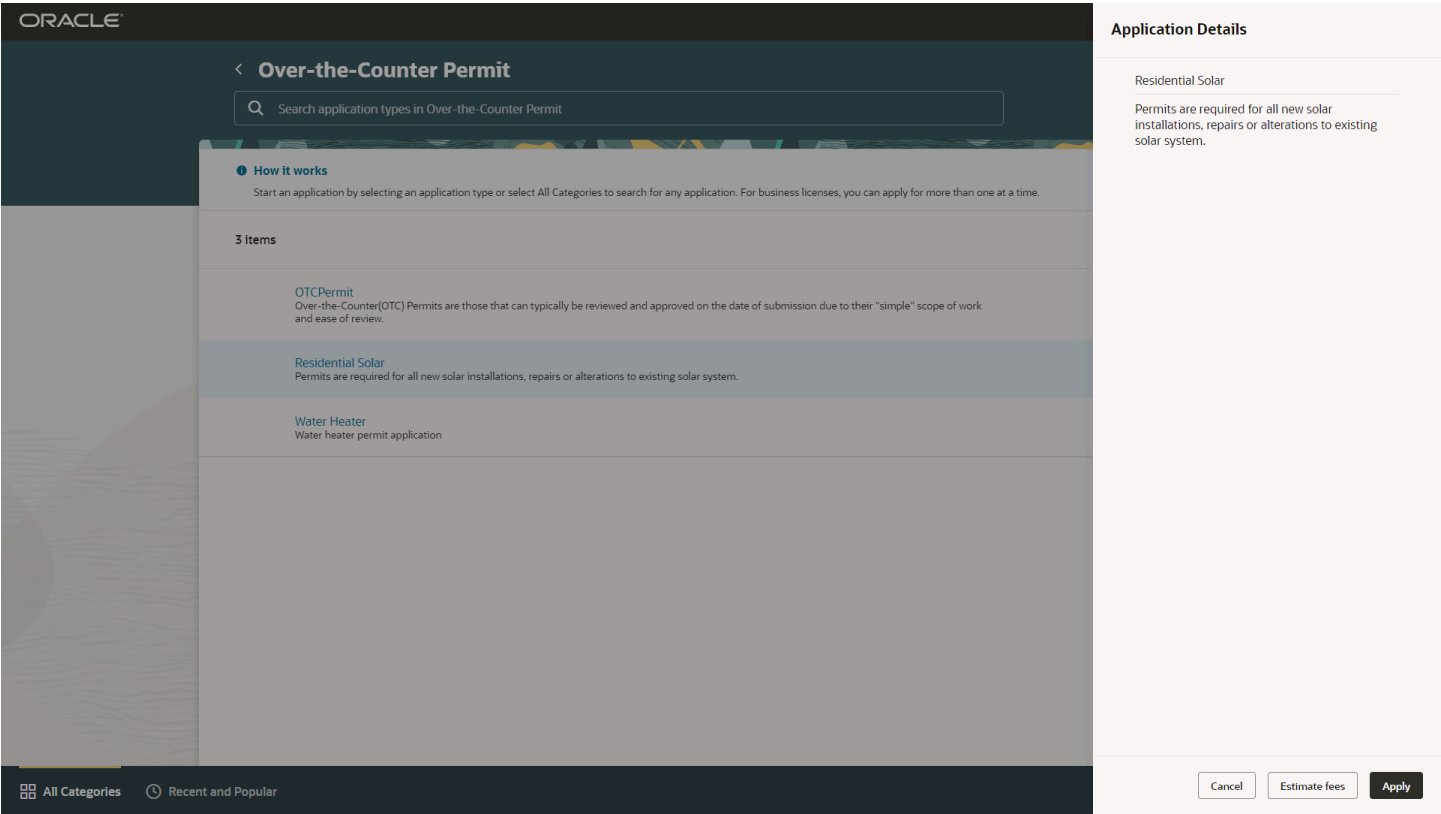 ORACLE
Over-the-Counter Permit
Search application types in Over-the-Counter Permit
How it works
Start an application by selecting an application type or select All Categories to search for any application. For business licenses, you can apply for more than one at a time.
3 items
OTCPermit
Over-the-Counter(OTC) Permits are those that can typically be reviewed and approved on the date of submission due to their "simple" scope of work
and ease of review.
Residential Solar
Permits are required for all new solar installations, repairs or alterations to existing solar system.
Water Heater
Water heater permit application
All Categories
Recent and Popular
Application Details
Residential Solar
Permits are required for all new solar
installations, repairs or alterations to existing
solar system.
Cancel
Estimate fees
Apply